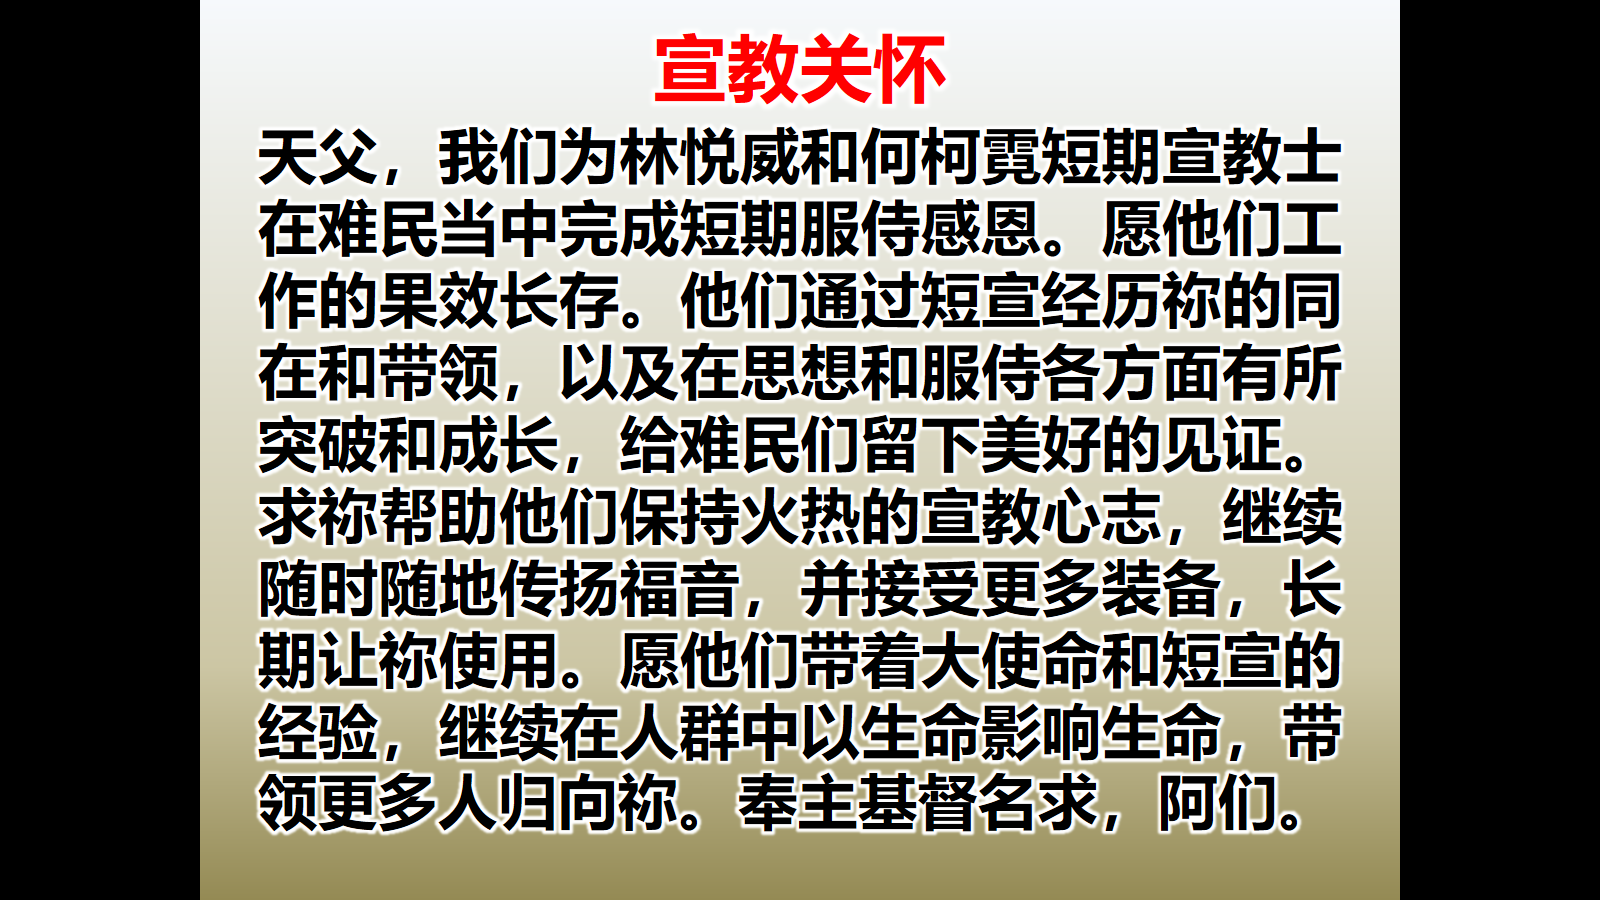 宣教关怀
天父，我们为林悦威和何柯霓短期宣教士
在难民当中完成短期服侍感恩。愿他们工
作的果效长存。他们通过短宣经历祢的同
在和带领，以及在思想和服侍各方面有所
突破和成长，给难民们留下美好的见证。
求祢帮助他们保持火热的宣教心志，继续
随时随地传扬福音，并接受更多装备，长
期让祢使用。愿他们带着大使命和短宣的
经验，继续在人群中以生命影响生命，带
领更多人归向祢。奉主基督名求，阿们。